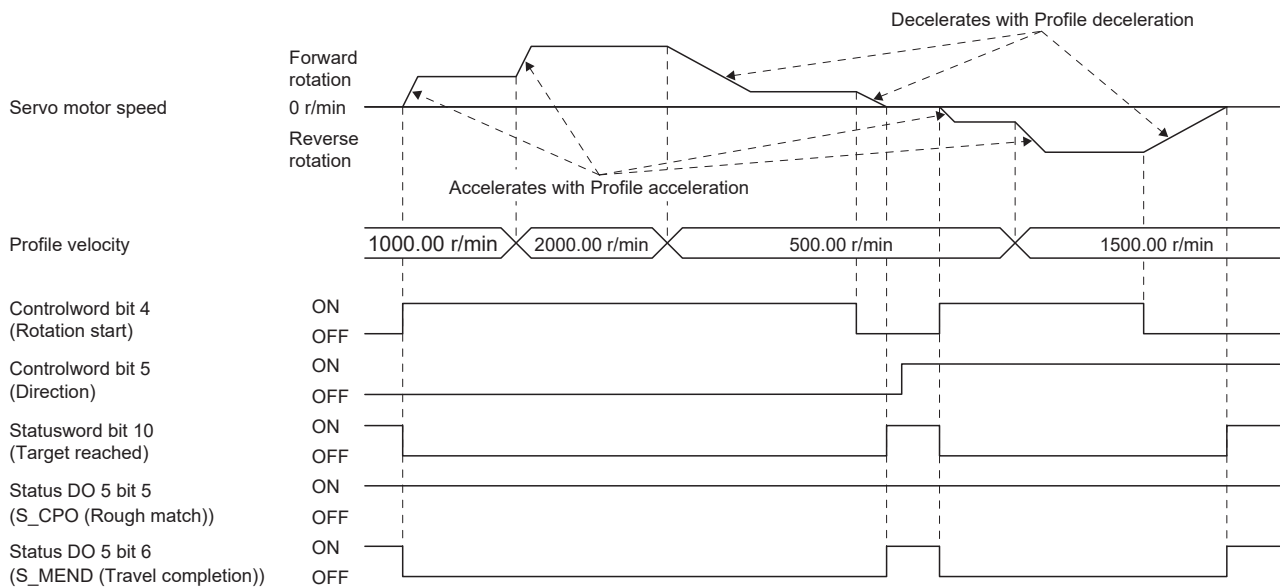 Decelerates with Profile deceleration
Forward
rotation
Servo motor speed
0 r/min
Reverse
rotation
Accelerates with Profile acceleration
Profile velocity
1000.00 r/min
2000.00 r/min
500.00 r/min
1500.00 r/min
Controlword bit 4
(Rotation start)
ON
OFF
Controlword bit 5
(Direction)
ON
OFF
Statusword bit 10
(Target reached)
ON
OFF
Status DO 5 bit 5
(S_CPO (Rough match))
ON
OFF
Status DO 5 bit 6
(S_MEND (Travel completion))
ON
OFF